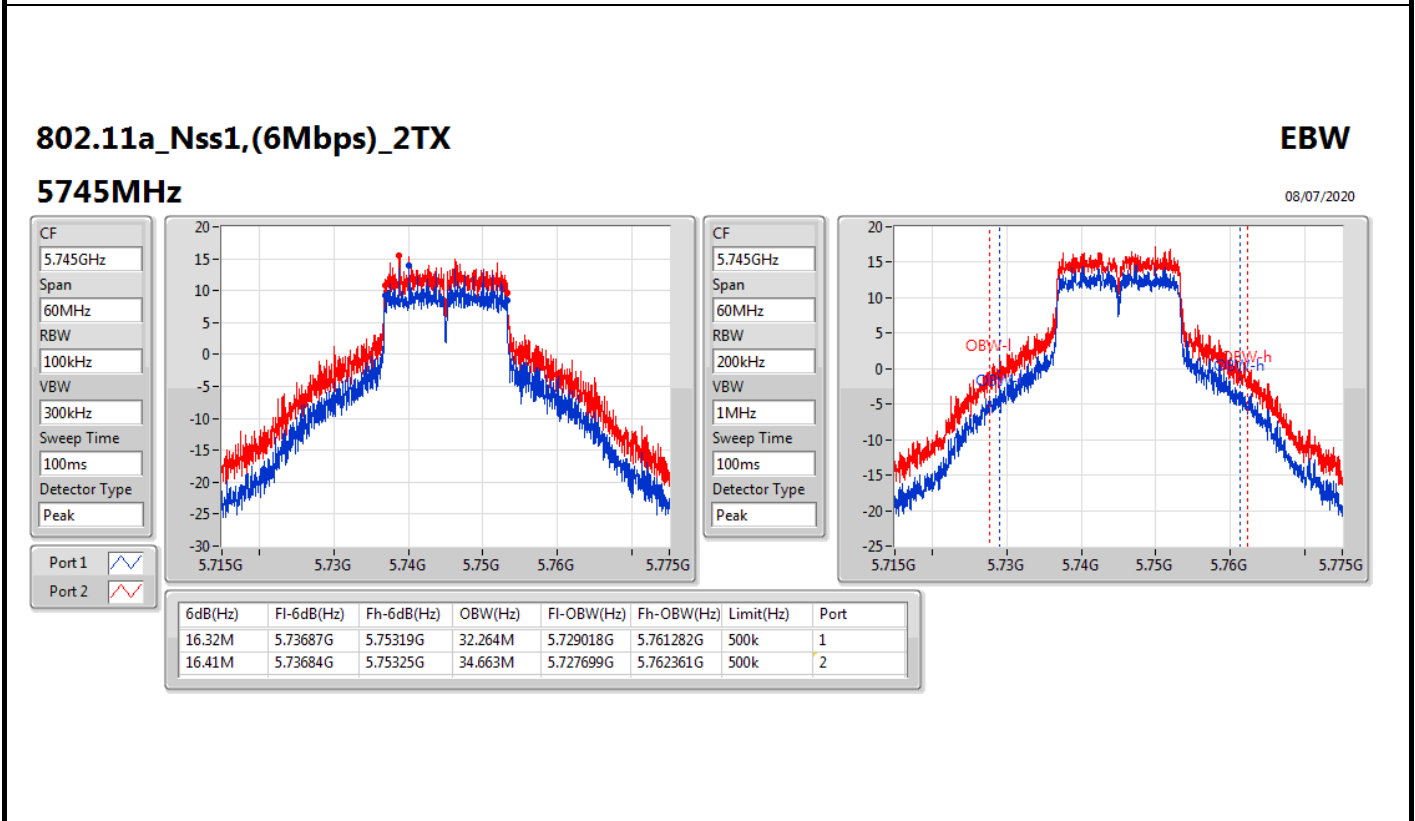 802.11a_Nss1,(6Mbps)_2TX EBW
5745MHz 08/07/2020
CF
5.745GHz
Span
60MHz
RBW
100kHz
VBW
300kHz
Sweep Time
100ms
Detector Type
Peak
Port 1
Port 2
20
15
10
5
0
-5
-10
-15
-20
-25
-30
5.715G 5.73G 5.74G 5.75G 5.76G 5.775G
CF
5.745GHz
Span
60MHz
RBW
200kHz
VBW
1MHz
Sweep Time
100ms
Detector Type
Peak
20
15
10
5
0
-5
-10
-15
-20
-25
OBW-l
OBW-h
5.715G 5.73G 5.74G 5.75G 5.76G 5.775G
6dB(Hz) Fl-6dB(Hz) Fh-6dB(Hz) OBW(Hz) Fl-OBW(Hz) Fh-OBW(Hz) Limit(Hz) Port
16.32M 5.73687G 5.75319G 32.264M 5.729018G 5.761282G 500k 1
16.41M 5.73684G 5.75325G 34.663M 5.727699G 5.762361G 500k 2